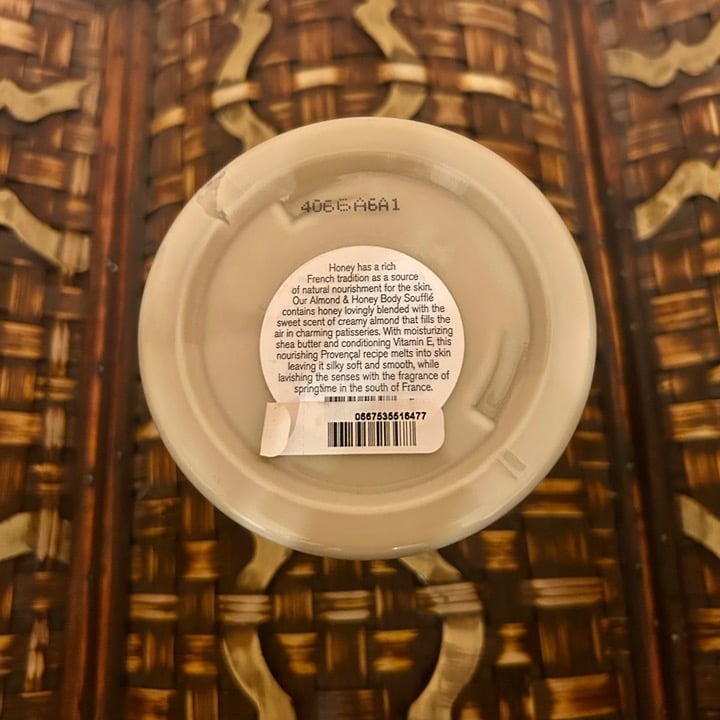 4066A6A1
Honey has a rich
French tradition as a source
of natural nourishment for the skin.
Our Almond & Honey Body Soufflé
contains honey lovingly blended with the
sweet scent of creamy almond that fills the
air in charming patisseries. With moisturizing
shea butter and conditioning Vitamin E, this
nourishing Provençal recipe melts into skin
leaving it silky soft and smooth, while
lavishing the senses with the fragrance of
springtime in the south of France.
0667535516477